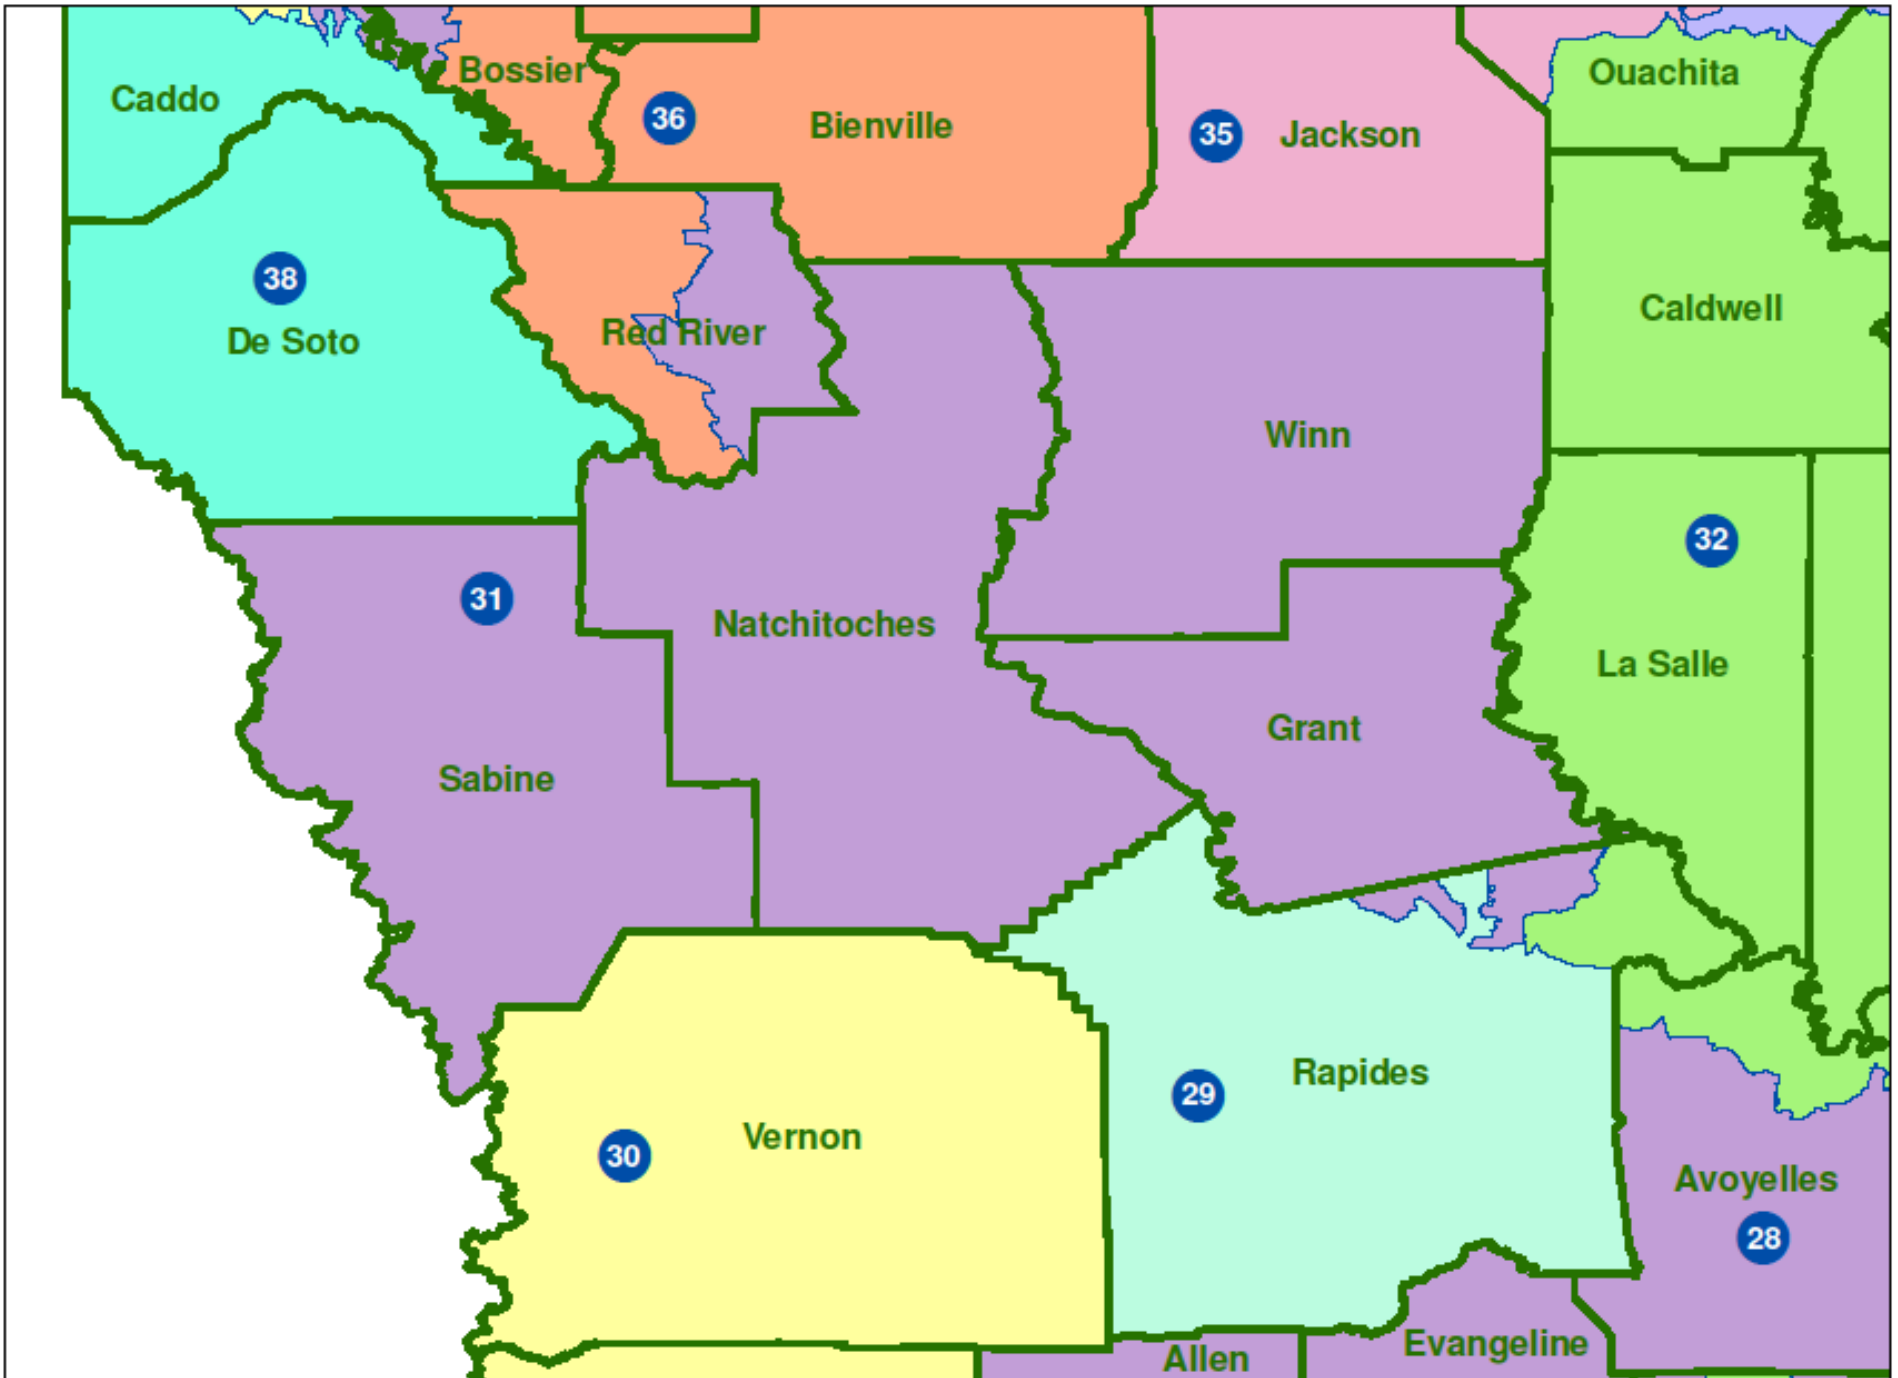 Bossier
Ouachita
Caddo
36
Bienville
35
Jackson
38
De Soto
Red River
Caldwell
Winn
32
31
Natchitoches
La Salle
Grant
Sabine
Rapides
29
Vernon
30
Avoyelles
28
Evangeline
Allen